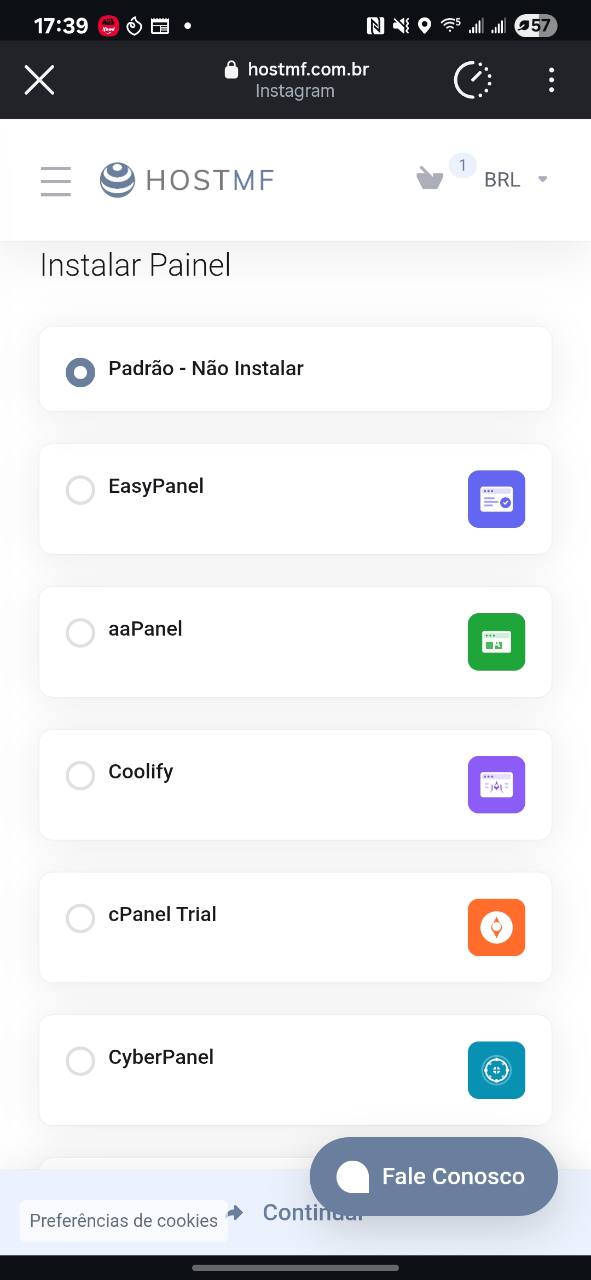 17:39
57
hostmf.com.br
Instagram
HOSTMF
1
BRL
Instalar Painel
Padrão - Não Instalar
EasyPanel
aaPanel
Coolify
cPanel Trial
CyberPanel
Fale Conosco
Preferências de cookies
Continuar